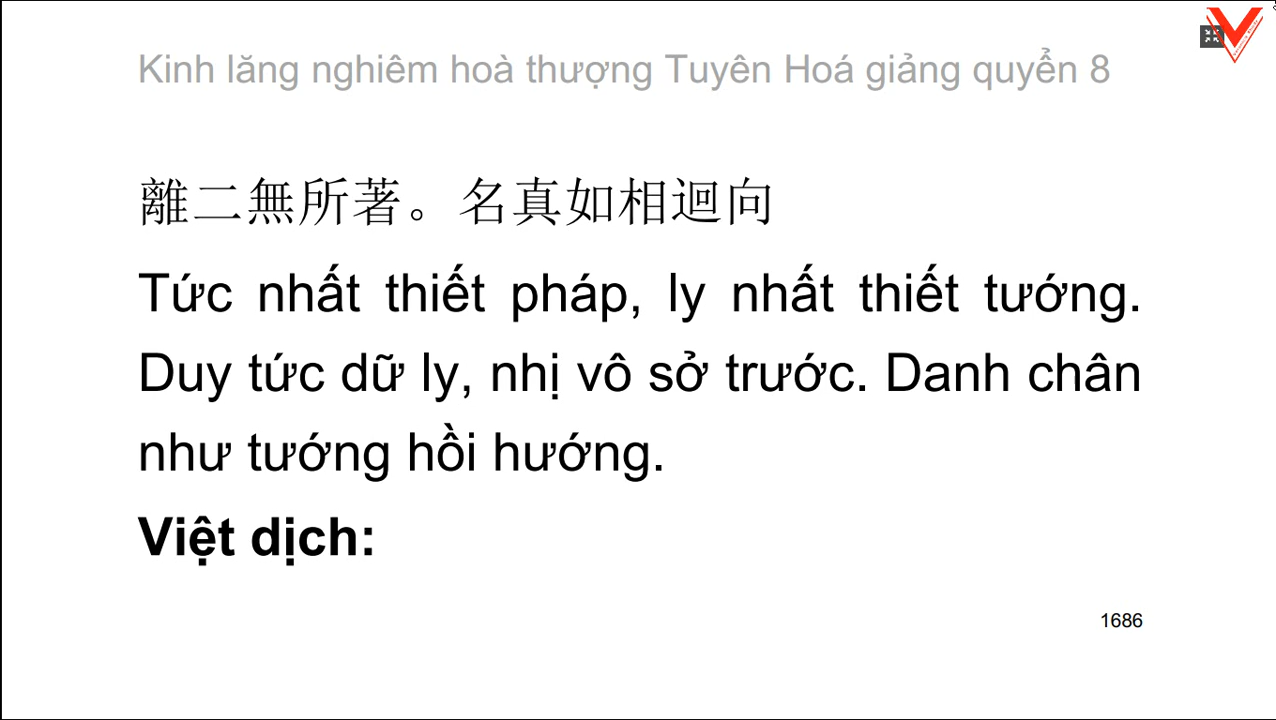 Kinh lăng nghiêm hoà thượng Tuyên Hoá giảng quyển 8
離二無所著。名真如相迴向
Tức nhất thiết pháp, ly nhất thiết tướng.
Duy tức dữ ly, nhị vô sở trước. Danh chân
như tướng hồi hướng.
Việt dịch:
1686